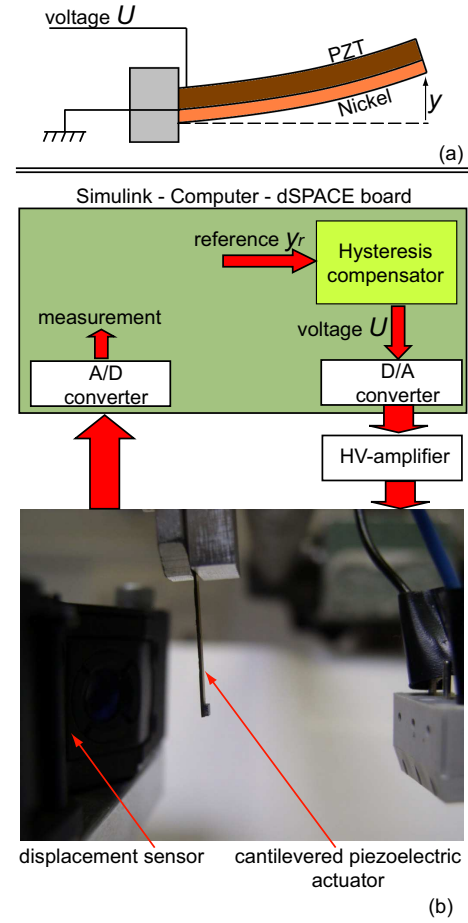 voltage U
PZT
Nickel
y
(a)
Simulink - Computer - dSPACE board
reference yr
Hysteresis
compensator
measurement
voltage U
A/D
converter
D/A
converter
HV-amplifier
displacement sensor
cantilevered piezoelectric
actuator
(b)